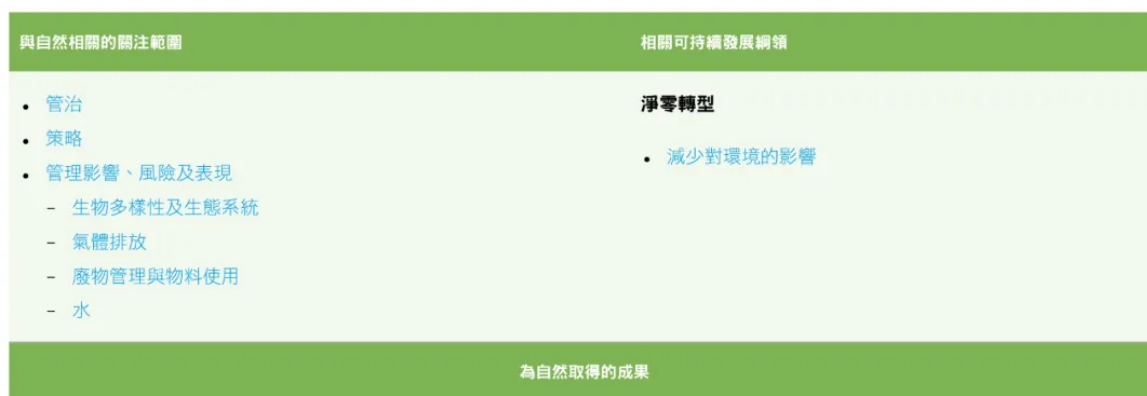 與自然相關的關注範圍
相關可持續發展綱領
• 管治
• 策略
• 管理影響、風險及表現
– 生物多樣性及生態系統
– 氣體排放
– 廢物管理與物料使用
– 水
淨零轉型
• 減少對環境的影響
為自然取得的成果